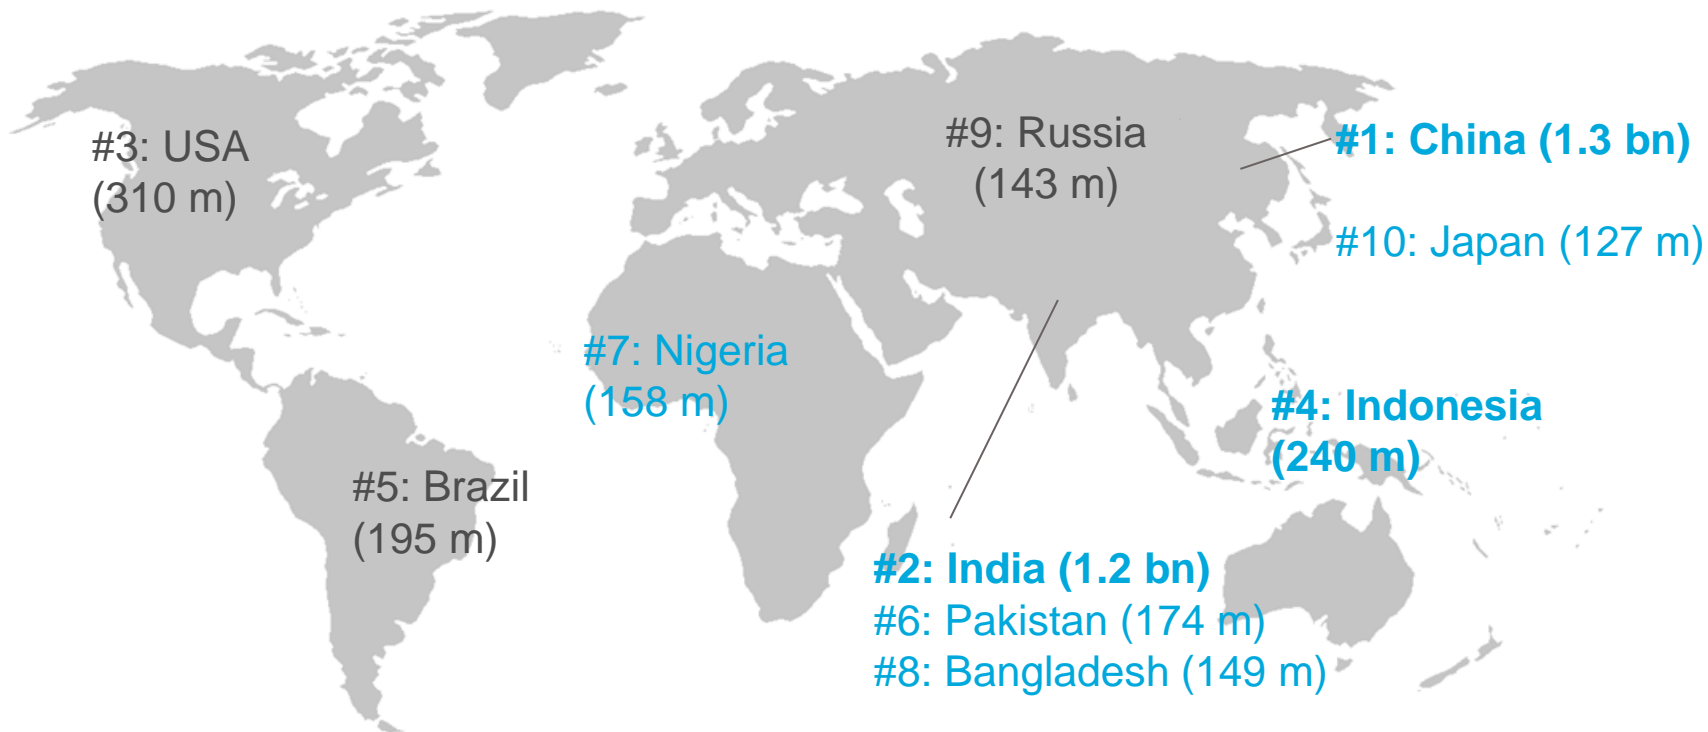 #3: USA
(310 m)
#9: Russia
(143 m)
#1: China (1.3 bn)
#10: Japan (127 m)
#7: Nigeria
(158 m)
#4: Indonesia
(240 m)
#5: Brazil
(195 m)
#2: India (1.2 bn)
#6: Pakistan (174 m)
#8: Bangladesh (149 m)